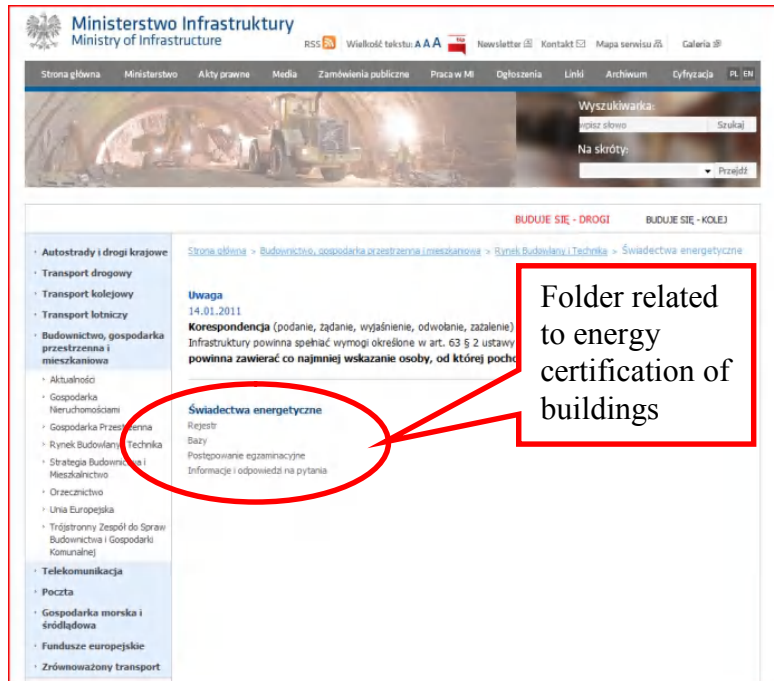 Ministerstwo Infrastruktury
Ministry of Infrastructure
RSS Wielkość tekstu: A A A Newsletter Kontakt Mapa serwisu Galeria
Strona główna Ministerstwo Akty prawne Media Zamówienia publiczne Praca w MI Ogłoszenia Linki Archiwum Cyfryzacja PL EN
Wyszukiwarka:
wpisz słowo Szukaj
Na skróty:
Przejdź
BUDUJE SIĘ - DROGI BUDUJE SIĘ - KOLEJ
Strona główna > Budownictwo, gospodarka przestrzenna i mieszkaniowa > Rynek Budowlany i Technika > Świadectwa energetyczne
Autostrady i drogi krajowe
Transport drogowy
Transport kolejowy
Transport lotniczy
Budownictwo, gospodarka
przestrzenna i
mieszkaniowa
Aktualności
Gospodarka
Nieruchomościami
Gospodarka Przestrzenna
Rynek Budowlany i Technika
Strategia Budownictwa i
Mieszkalnictwo
Orzecznictwo
Unia Europejska
Trójstronny Zespół do Spraw
Budownictwa i Gospodarki
Komunalnej
Telekomunikacja
Poczta
Gospodarka morska i
śródlądowa
Fundusze europejskie
Zrównoważony transport
Uwaga
14.01.2011
Korespondencja (podanie, żądanie, wyjaśnienie, odwołanie, zażalenie)
Infrastruktury powinna spełniać wymogi określone w art. 63 § 2 ustawy
powinna zawierać co najmniej wskazanie osoby, od której
Świadectwa energetyczne
Rejestr
Bazy
Postępowanie egzaminacyjne
Informacje i odpowiedzi na pytania
Folder related
to energy
certification of
buildings